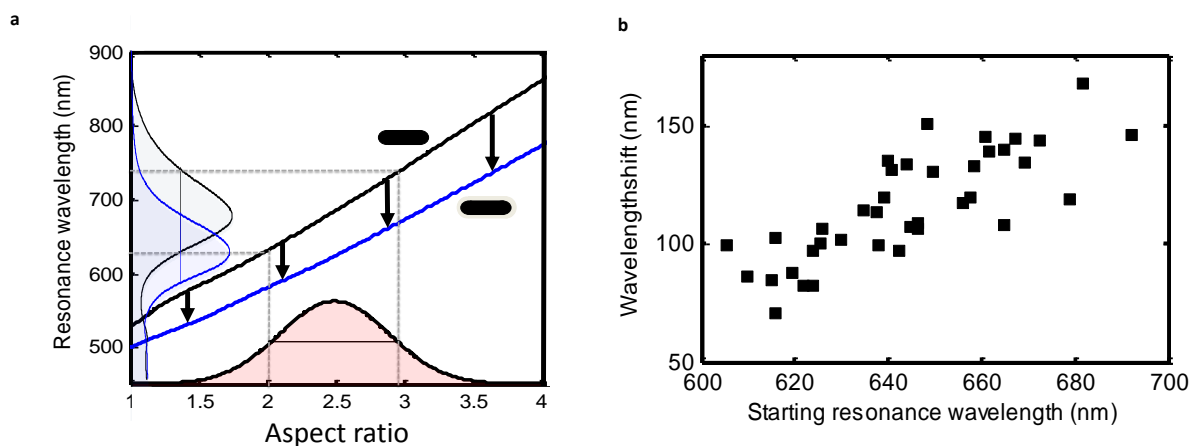 a
b
900
800
700
600
500
Resonance wavelength (nm)
1 1.5 2 2.5 3 3.5 4
Aspect ratio
150
100
50
Wavelengthshift (nm)
600 620 640 660 680 700
Starting resonance wavelength (nm)